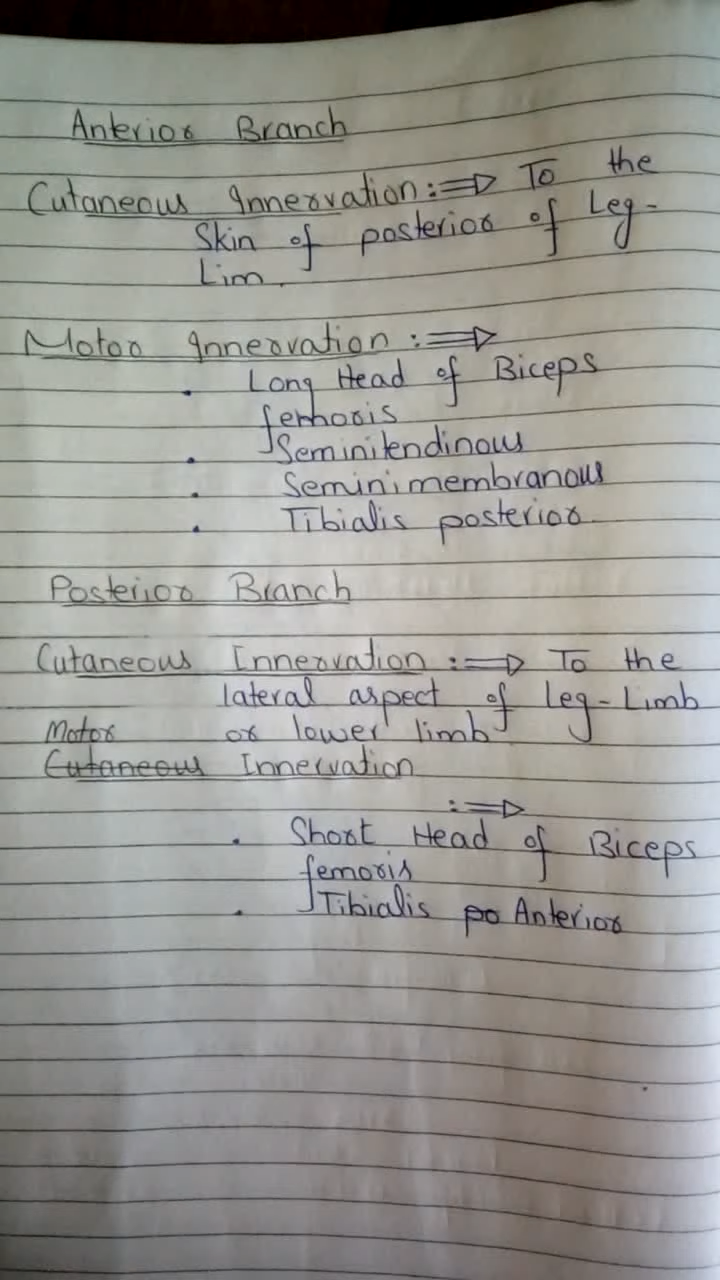 Anterior Branch
Cutaneous Innervation :⇒ To the
Skin of posterior of Leg-
Lim.
Motor Innervation :⇒
• Long Head of Biceps
femoris
• Seminitendinous
• Seminimembranous
• Tibialis posterior
Posterior Branch
Cutaneous Innervation :⇒ To the
lateral aspect of Leg-Limb
Motor or lower limb
Cutaneous Innervation
:⇒
• Short Head of Biceps
femoris
• Tibialis po Anterior